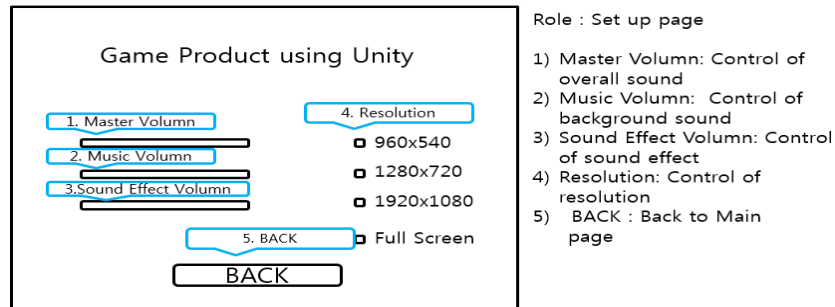 Game Product using Unity
1. Master Volumn
2. Music Volumn
3.Sound Effect Volumn
4. Resolution
960x540
1280x720
1920x1080
Full Screen
5. BACK
BACK
Role : Set up page
1) Master Volumn: Control of
overall sound
2) Music Volumn: Control of
background sound
3) Sound Effect Volumn: Control
of sound effect
4) Resolution: Control of
resolution
5) BACK : Back to Main
page